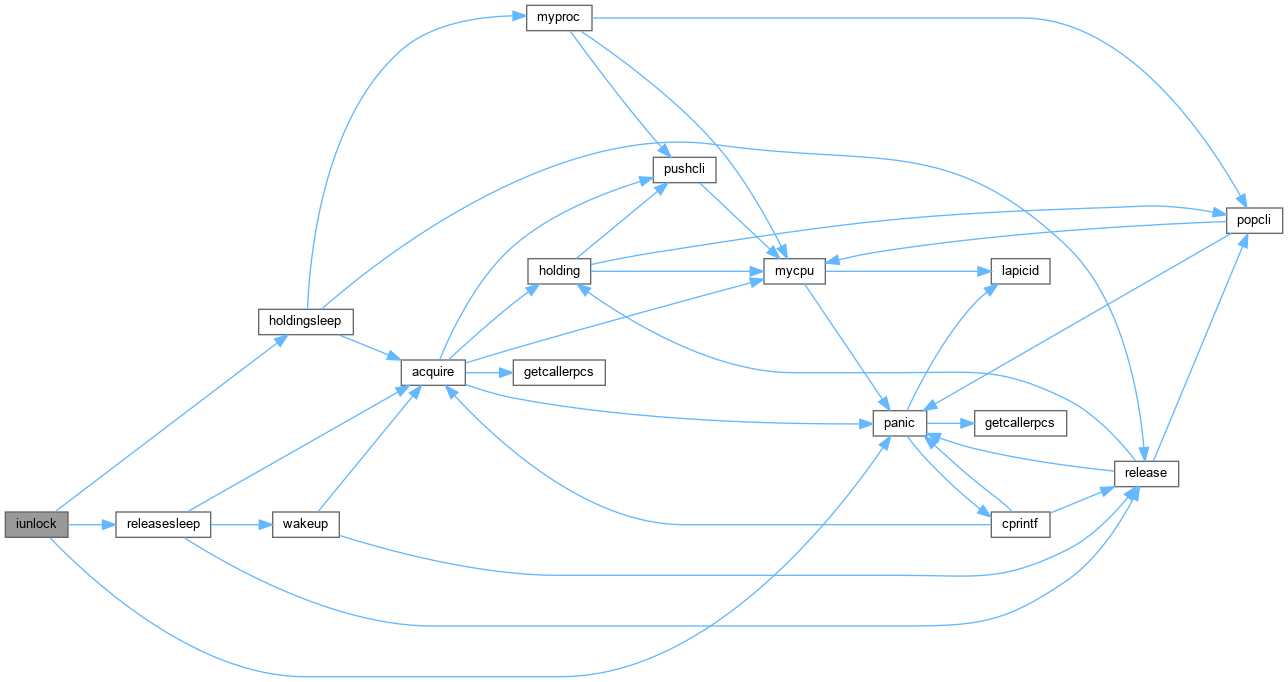 myproc
pushcli
popcli
holding
mycpu
lapicid
holdingsleep
acquire
getcallerpcs
panic
getcallerpcs
release
iunlock
releasesleep
wakeup
cprintf